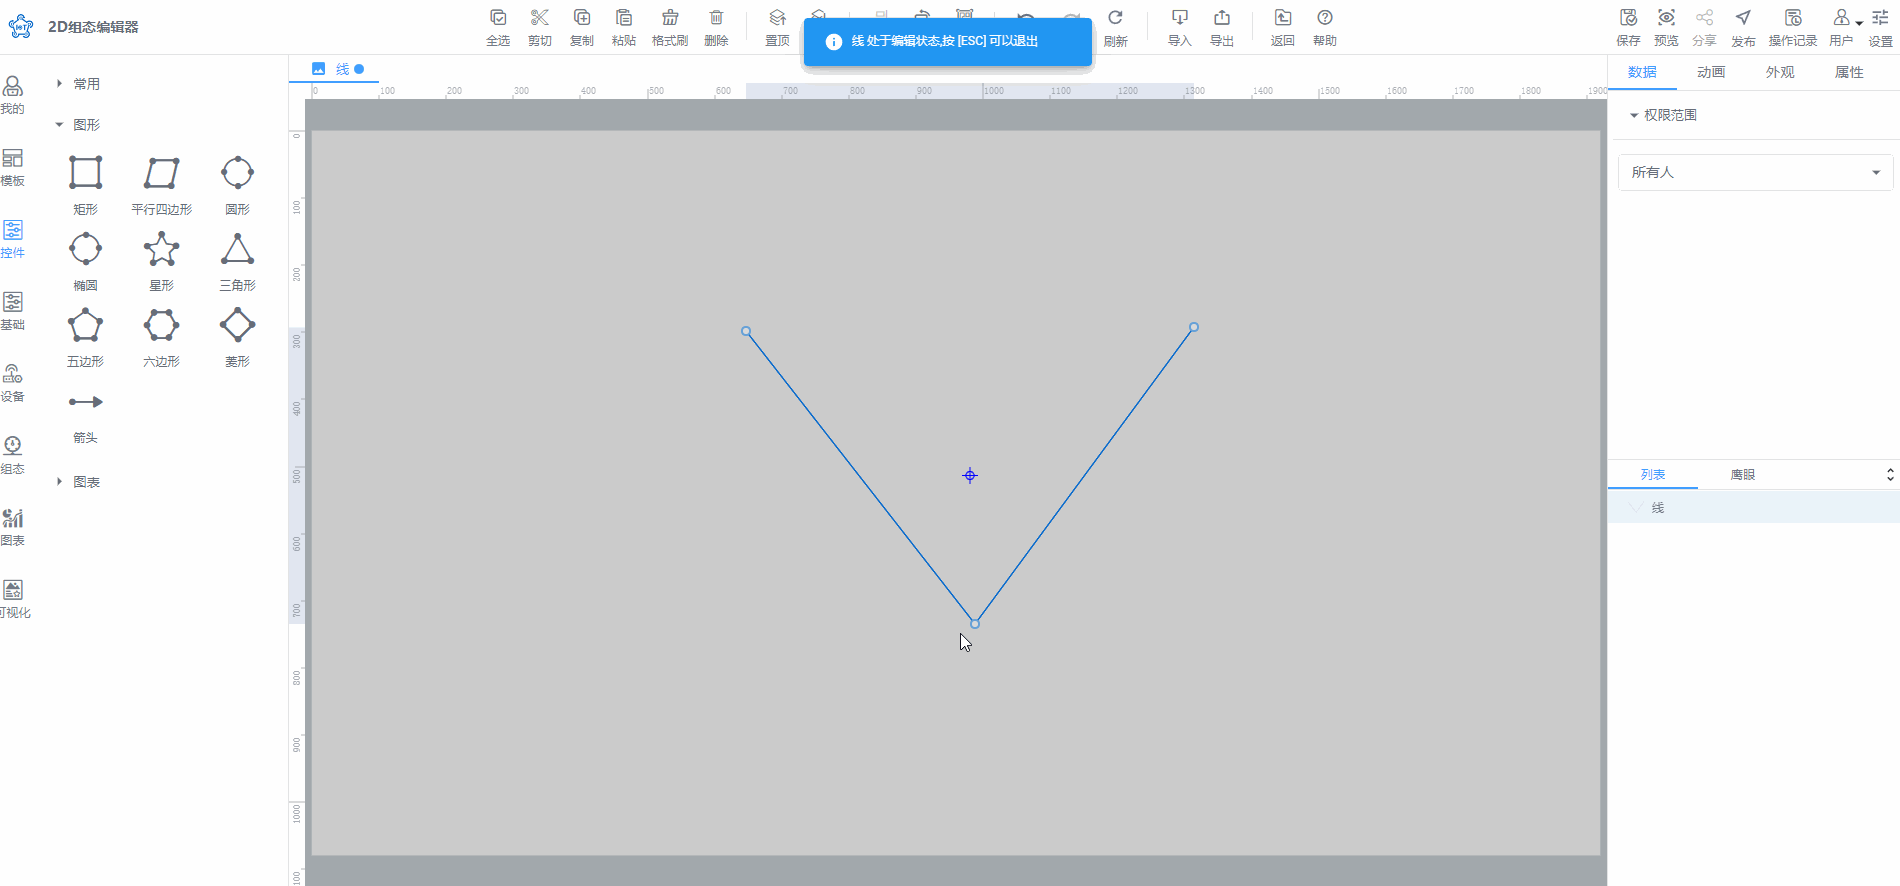 2D组态编辑器
全选 剪切 复制 粘贴 格式刷 删除 置顶 刷新 导入 导出 返回 帮助 保存 预览 分享 发布 操作记录 用户 设置
线 处于编辑状态,按 [ESC] 可以退出
线
0 100 200 300 400 500 600 700 800 900 1000 1100 1200 1300 1400 1500 1600 1700 1800 1900
0
100
200
300
400
500
600
700
800
900
1000
我的
模板
控件
基础
设备
组态
图表
可视化
常用
图形
矩形 平行四边形 圆形
椭圆 星形 三角形
五边形 六边形 菱形
箭头
图表
数据 动画 外观 属性
权限范围
所有人
列表 鹰眼
线